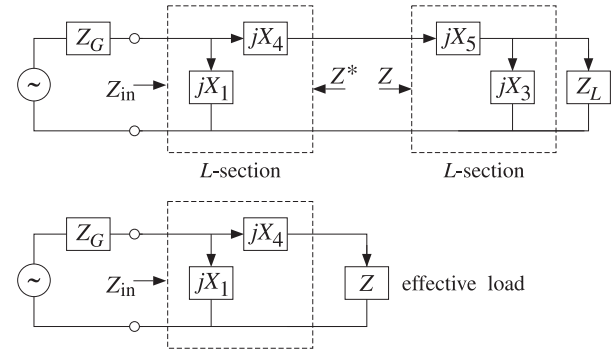 Z_G
jX_4
jX_5
~
Z_in
jX_1
Z*
Z
jX_3
Z_L
L-section
L-section
Z_G
jX_4
~
Z_in
jX_1
Z
effective load